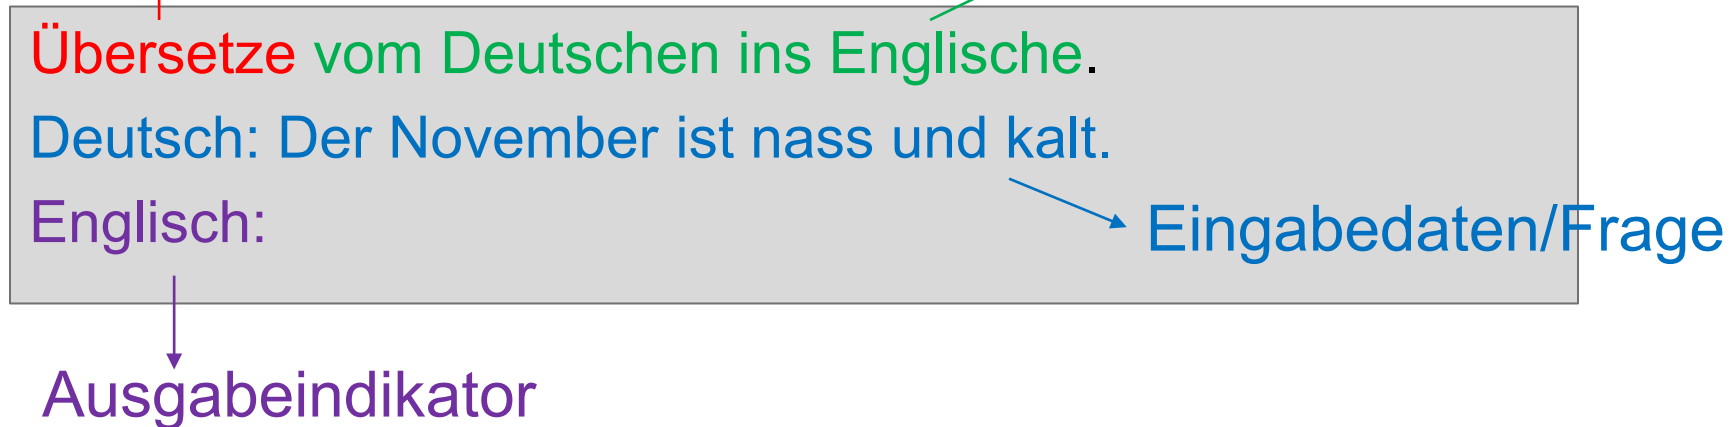 Übersetze vom Deutschen ins Englische.
Deutsch: Der November ist nass und kalt.
Englisch:
Eingabedaten/Frage
Ausgabeindikator